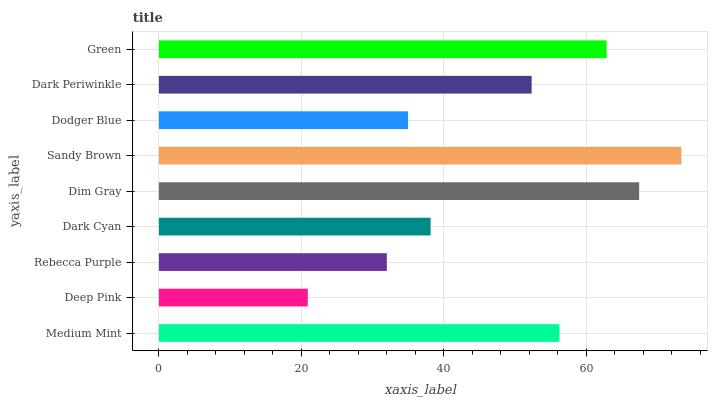 title
yaxis_label
Green
Dark Periwinkle
Dodger Blue
Sandy Brown
Dim Gray
Dark Cyan
Rebecca Purple
Deep Pink
Medium Mint
0 20 40 60
xaxis_label